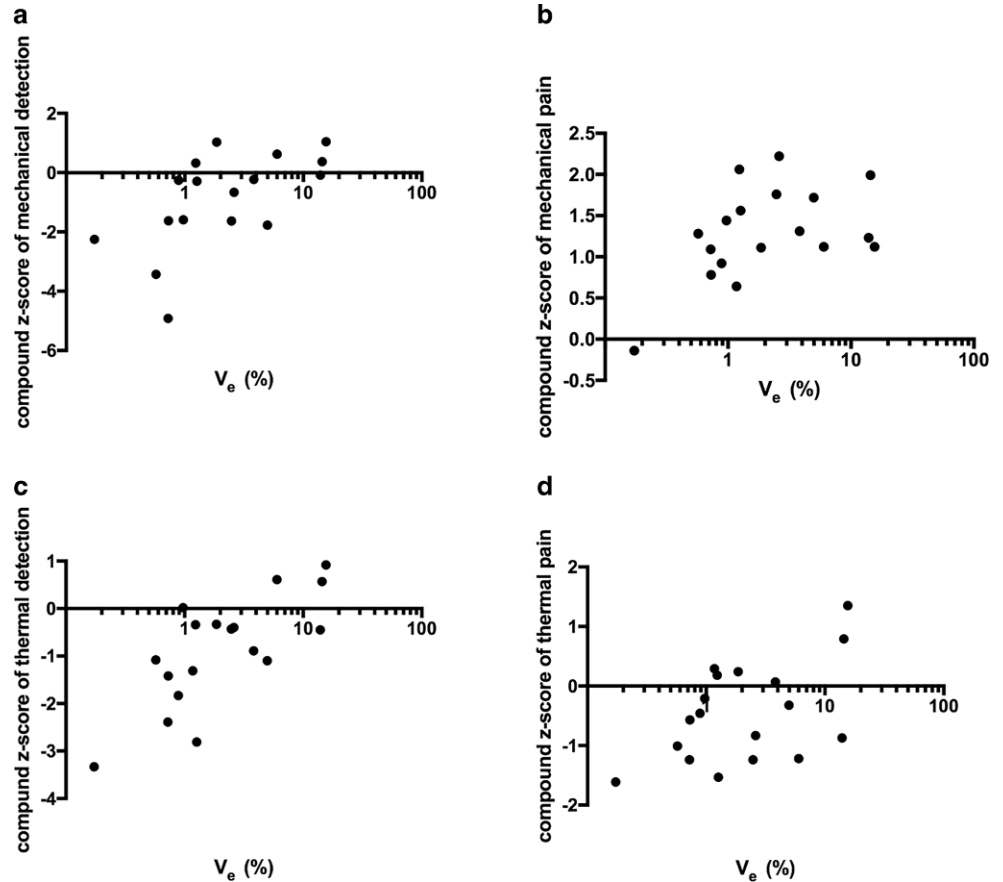 a
compound z-score of mechanical detection
2
0
-2
-4
-6
1
10
100
Ve (%)
b
compound z-score of mechanical pain
2.5
2.0
1.5
1.0
0.5
0.0
-0.5
1
10
100
Ve (%)
c
compund z-score of thermal detection
1
0
-1
-2
-3
-4
1
10
100
Ve (%)
d
compound z-score of thermal pain
2
1
0
-1
-2
1
10
100
Ve (%)